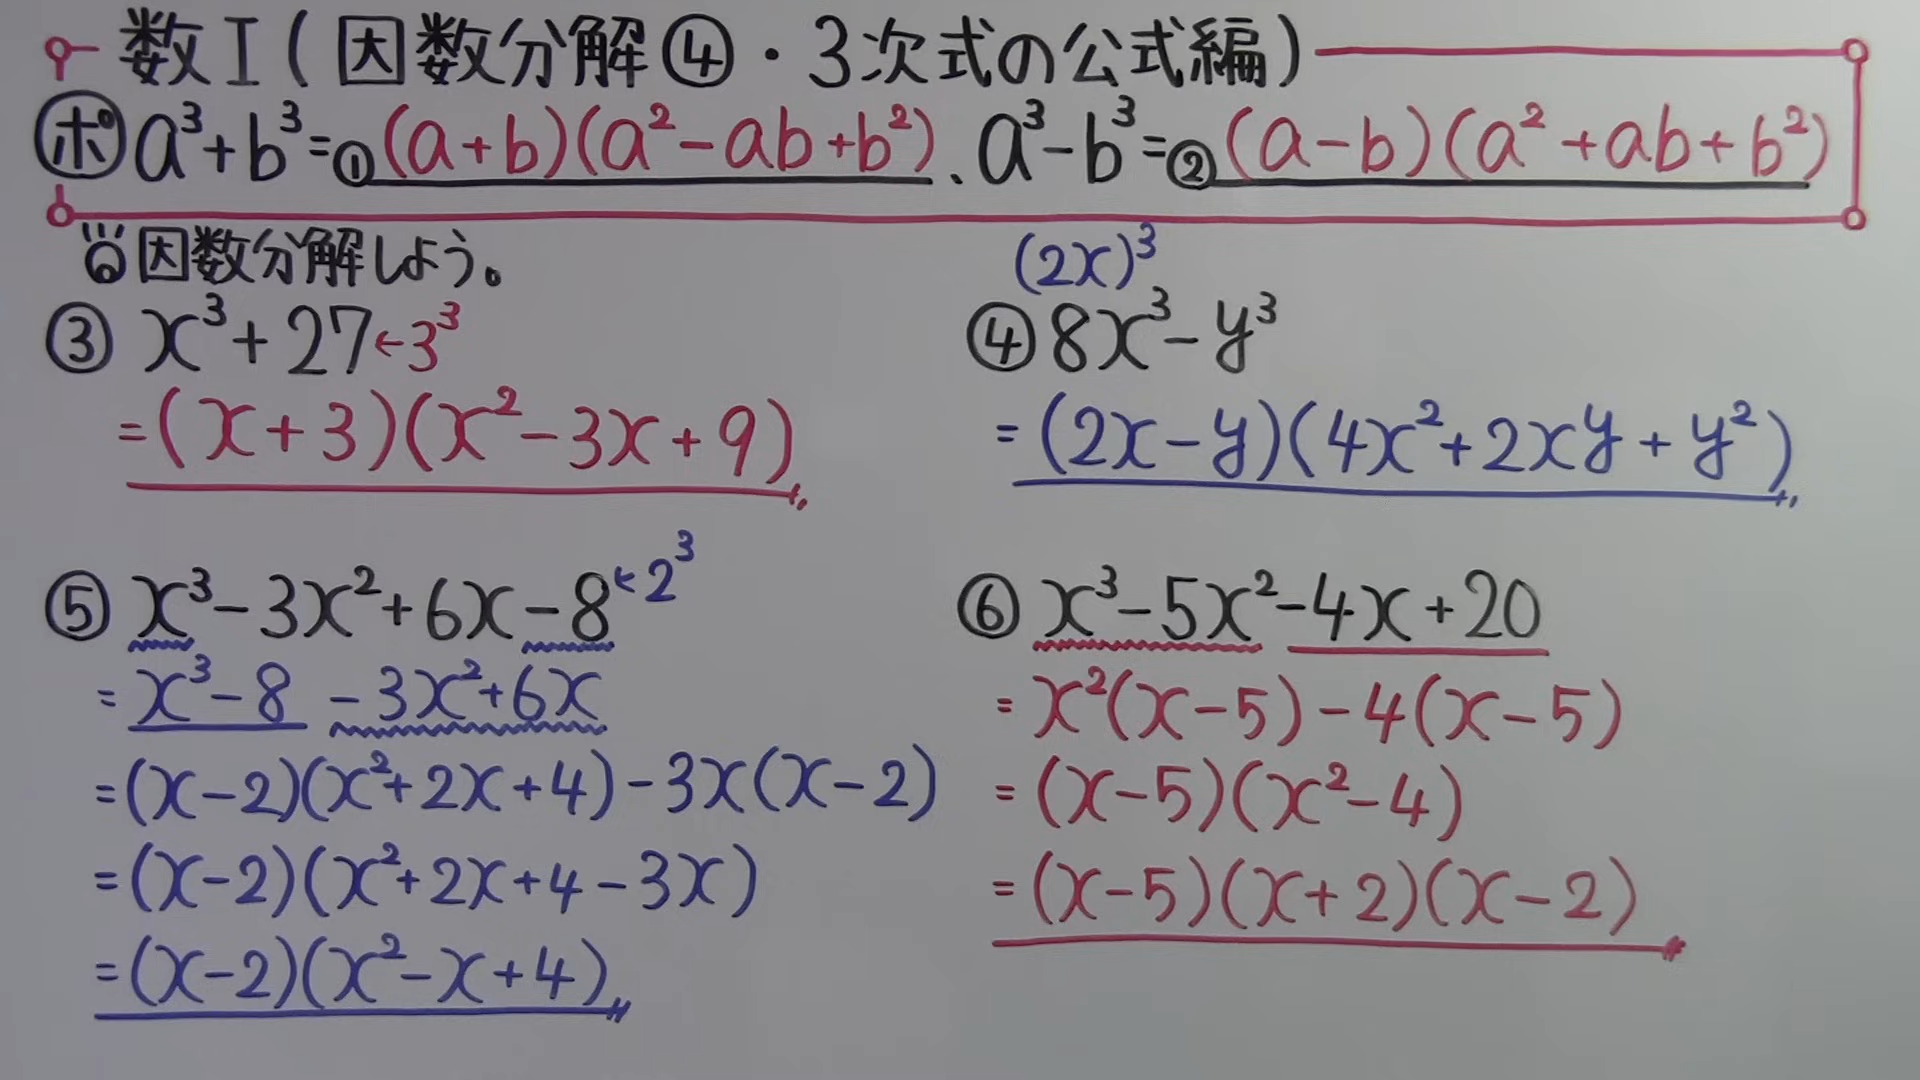 数I(因数分解④・3次式の公式編)
ポ a³+b³=①(a+b)(a²-ab+b²)、a³-b³=②(a-b)(a²+ab+b²)
因数分解しよう。
③ x³+27←3³
=(x+3)(x²-3x+9)
(2x)³
④ 8x³-y³
=(2x-y)(4x²+2xy+y²)
⑤ x³-3x²+6x-8←2³
=x³-8 -3x²+6x
=(x-2)(x²+2x+4)-3x(x-2)
=(x-2)(x²+2x+4-3x)
=(x-2)(x²-x+4)
⑥ x³-5x²-4x+20
=x²(x-5)-4(x-5)
=(x-5)(x²-4)
=(x-5)(x+2)(x-2)